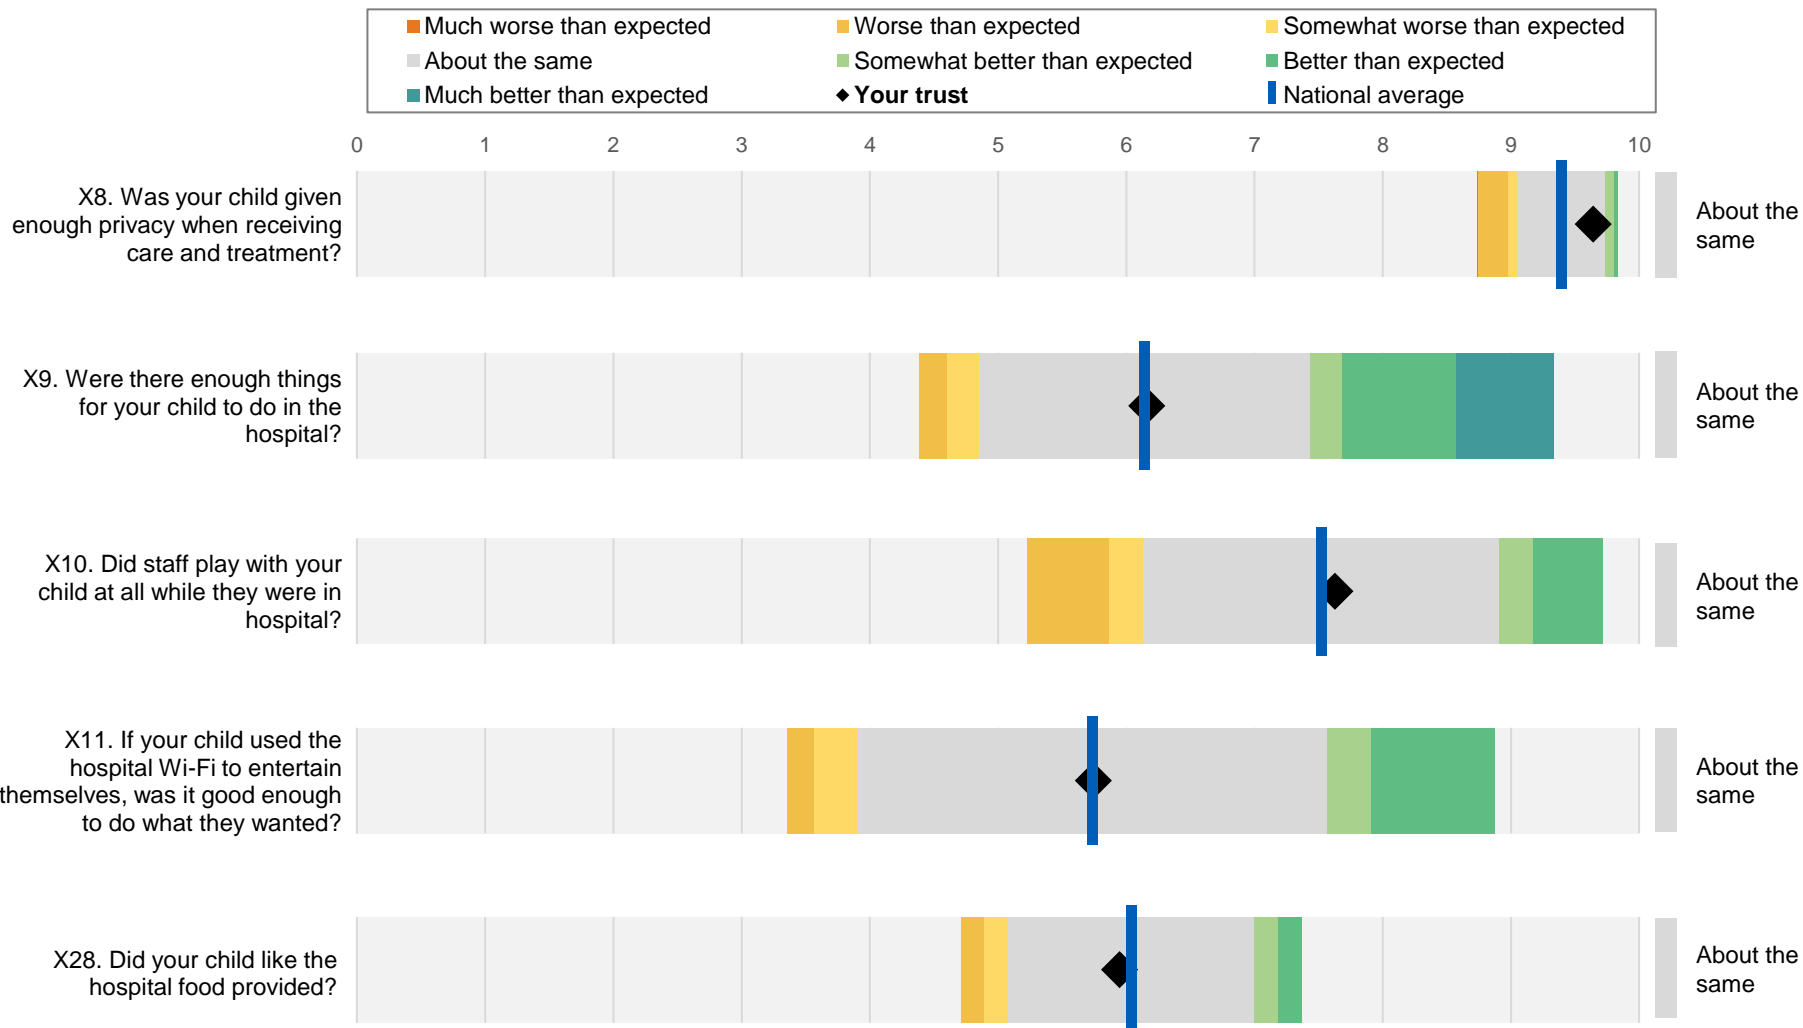 Much worse than expected
Worse than expected
Somewhat worse than expected
About the same
Somewhat better than expected
Better than expected
Much better than expected
Your trust
National average
0 1 2 3 4 5 6 7 8 9 10
X8. Was your child given
enough privacy when receiving
care and treatment?
About the
same
X9. Were there enough things
for your child to do in the
hospital?
About the
same
X10. Did staff play with your
child at all while they were in
hospital?
About the
same
X11. If your child used the
hospital Wi-Fi to entertain
themselves, was it good enough
to do what they wanted?
About the
same
X28. Did your child like the
hospital food provided?
About the
same